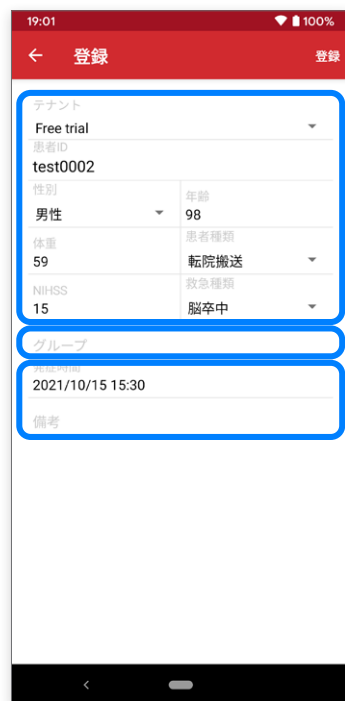 19:01 100%
← 登録 登録
テナント
Free trial
患者ID
test0002
性別 年齢
男性 98
体重 患者種類
59 転院搬送
NIHSS 救急種類
15 脳卒中
グループ
発症時間
2021/10/15 15:30
備考